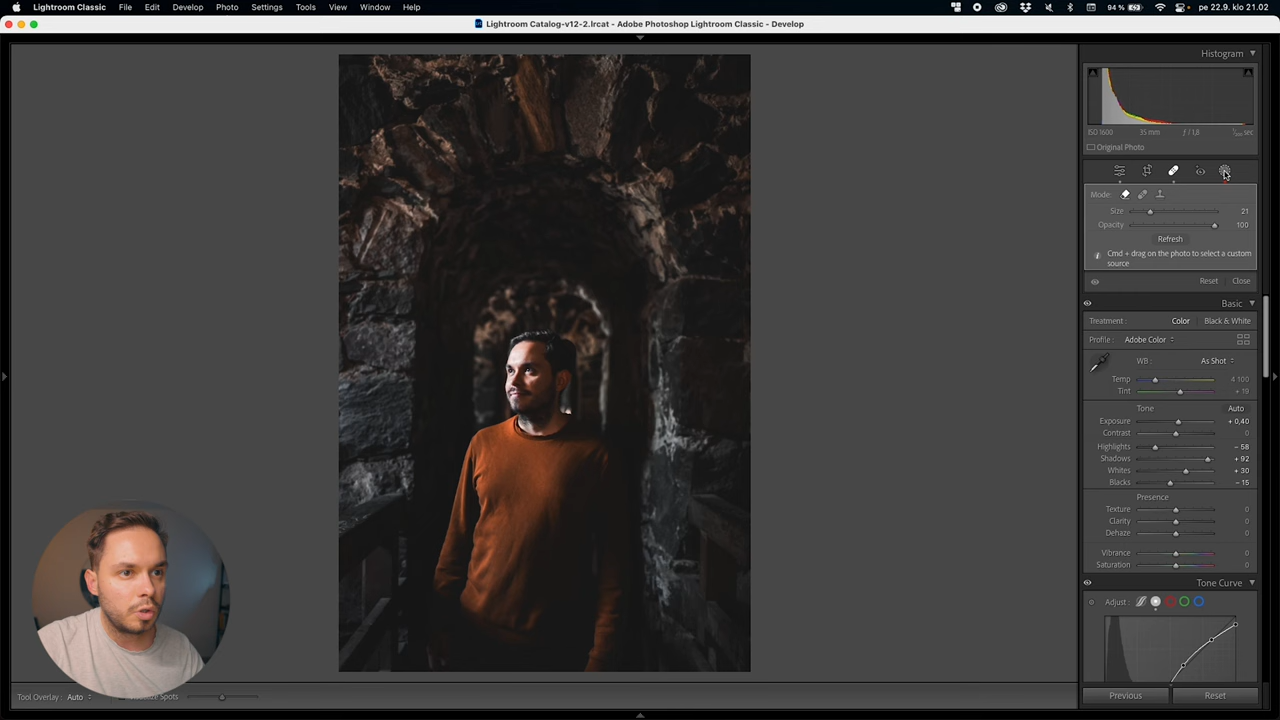 Lightroom Classic File Edit Develop Photo Settings Tools View Window Help 94 % pe 22.9. klo 21.02
Lightroom Catalog-v12-2.lrcat - Adobe Photoshop Lightroom Classic - Develop
Histogram
ISO 1600 35 mm ƒ / 1,8 sec
Original Photo
Mode:
Size 21
Opacity 100
Refresh
Cmd + drag on the photo to select a custom
source
Reset Close
Basic
Treatment : Color Black & White
Profile : Adobe Color
WB : As Shot
Temp 4 100
Tint + 19
Tone Auto
Exposure + 0,40
Contrast 0
Highlights – 58
Shadows + 92
Whites + 30
Blacks – 15
Presence
Texture 0
Clarity 0
Dehaze 0
Vibrance 0
Saturation 0
Tone Curve
Adjust :
Tool Overlay : Auto Spots
Previous Reset